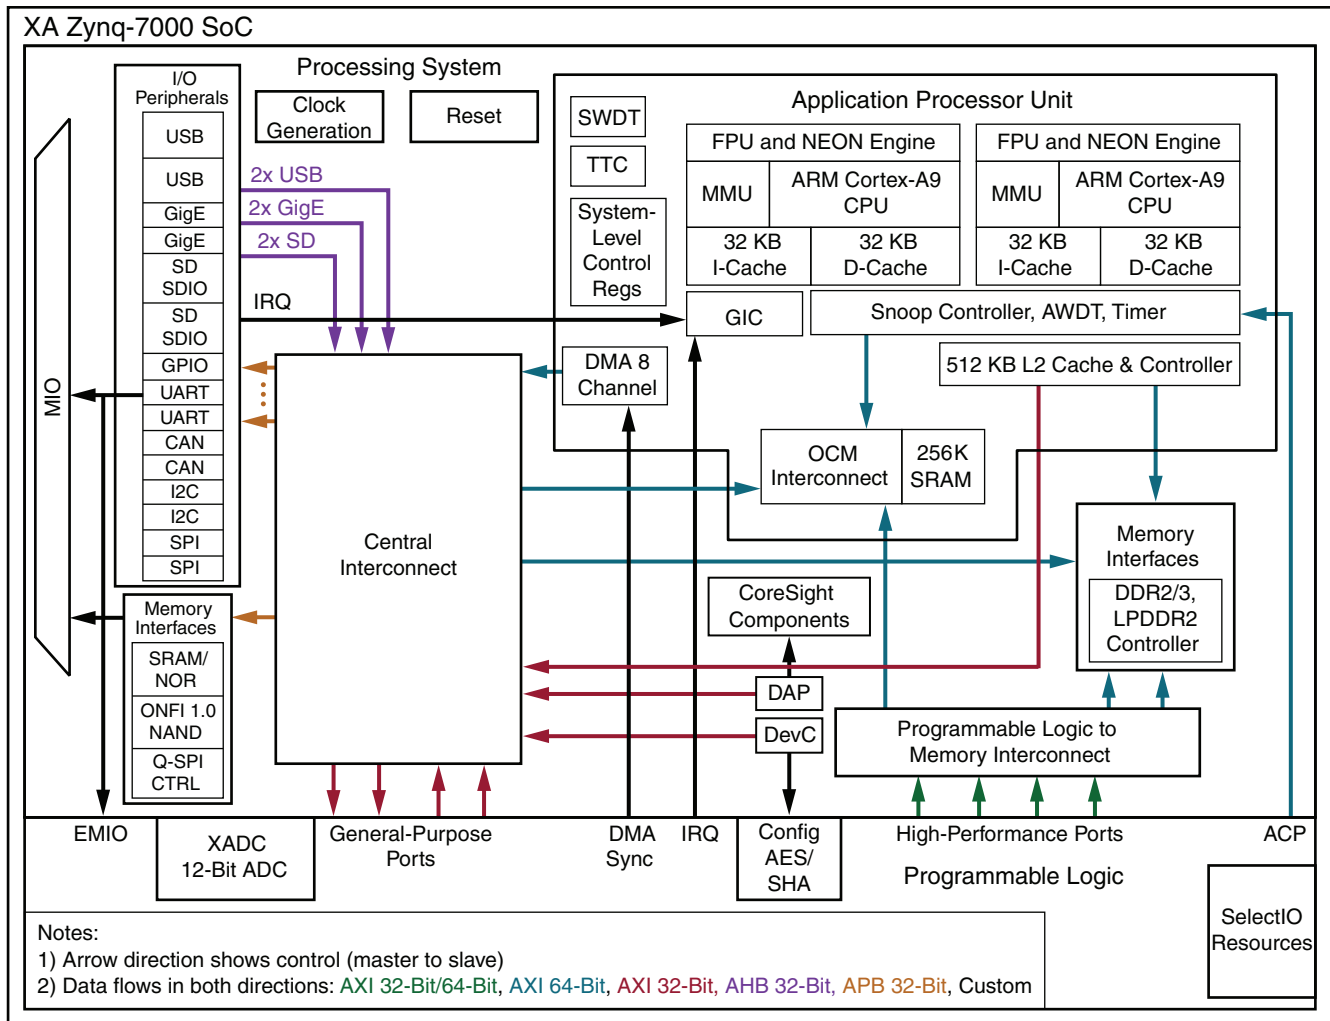 XA Zynq-7000 SoC
Processing System
I/O
Peripherals
USB
USB
GigE
GigE
SD
SDIO
SD
SDIO
GPIO
UART
UART
CAN
CAN
I2C
I2C
SPI
SPI
MIO
Memory
Interfaces
SRAM/
NOR
ONFI 1.0
NAND
Q-SPI
CTRL
Clock
Generation
Reset
2x USB
2x GigE
2x SD
IRQ
Central
Interconnect
Application Processor Unit
SWDT
TTC
System-
Level
Control
Regs
FPU and NEON Engine
MMU
ARM Cortex-A9
CPU
32 KB
I-Cache
32 KB
D-Cache
FPU and NEON Engine
MMU
ARM Cortex-A9
CPU
32 KB
I-Cache
32 KB
D-Cache
GIC
Snoop Controller, AWDT, Timer
DMA 8
Channel
512 KB L2 Cache & Controller
OCM
Interconnect
256K
SRAM
Memory
Interfaces
DDR2/3,
LPDDR2
Controller
CoreSight
Components
DAP
DevC
Programmable Logic to
Memory Interconnect
EMIO
XADC
12-Bit ADC
General-Purpose
Ports
DMA
Sync
IRQ
Config
AES/
SHA
High-Performance Ports
ACP
Programmable Logic
SelectIO
Resources
Notes:
1) Arrow direction shows control (master to slave)
2) Data flows in both directions: AXI 32-Bit/64-Bit, AXI 64-Bit, AXI 32-Bit, AHB 32-Bit, APB 32-Bit, Custom